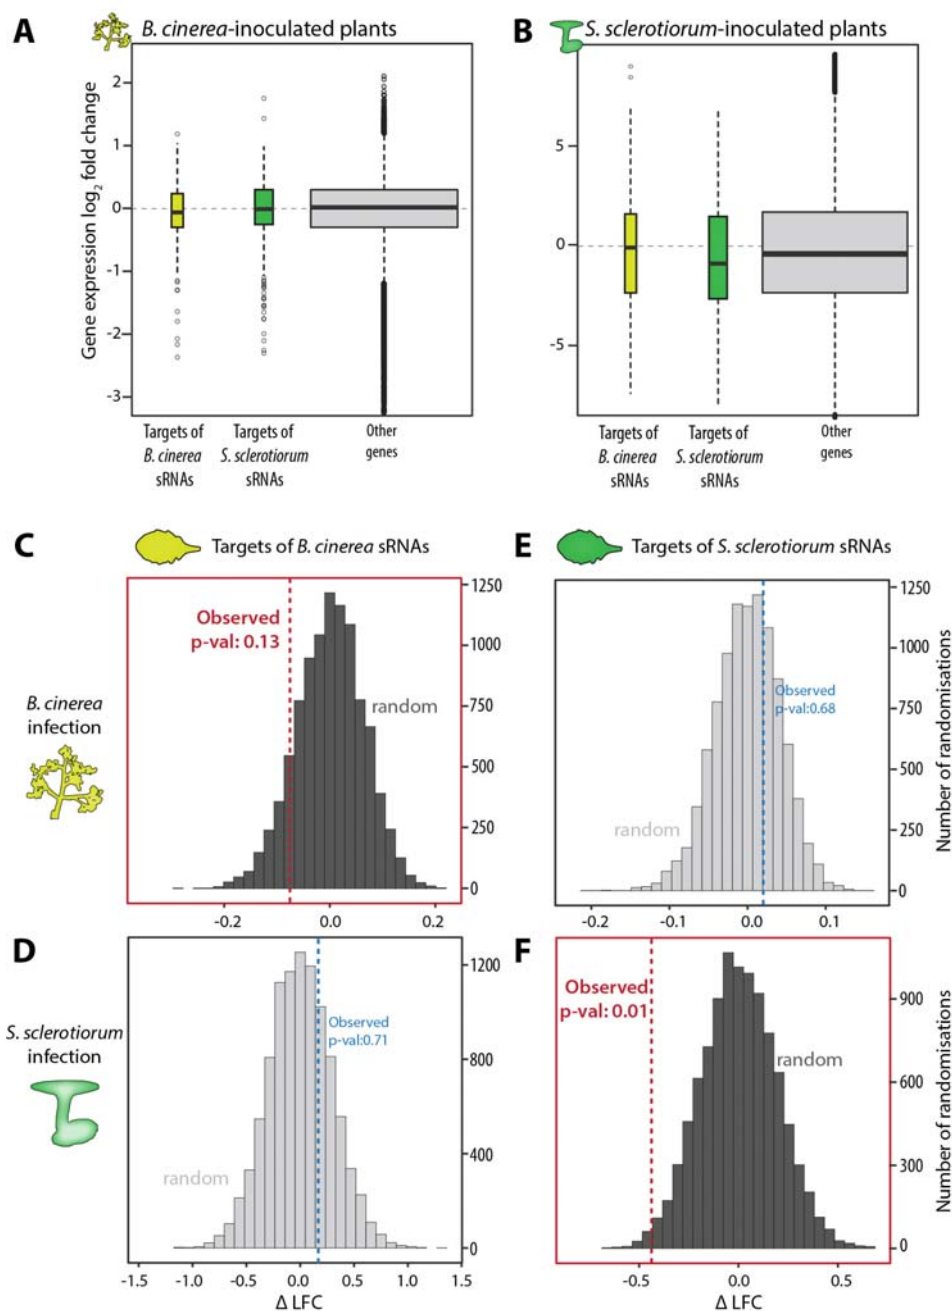 A
B. cinerea-inoculated plants
Gene expression log2 fold change
2
1
0
-1
-2
-3
Targets of
B. cinerea
sRNAs
Targets of
S. sclerotiorum
sRNAs
Other
genes
B
S. sclerotiorum-inoculated plants
5
0
-5
Targets of
B. cinerea
sRNAs
Targets of
S. sclerotiorum
sRNAs
Other
genes
C
Targets of B. cinerea sRNAs
B. cinerea
infection
Observed
p-val: 0.13
random
1250
1000
750
500
250
0
-0.2
0.0
0.2
E
Targets of S. sclerotiorum sRNAs
Observed
p-val:0.68
random
1250
1000
750
500
250
0
Number of randomisations
-0.2
-0.1
0.0
0.1
D
S. sclerotiorum
infection
Observed
p-val:0.71
random
1200
800
400
0
-1.5
-1.0
-0.5
0.0
0.5
1.0
1.5
Δ LFC
F
Observed
p-val: 0.01
random
900
600
300
0
Number of randomisations
-0.5
0.0
0.5
Δ LFC